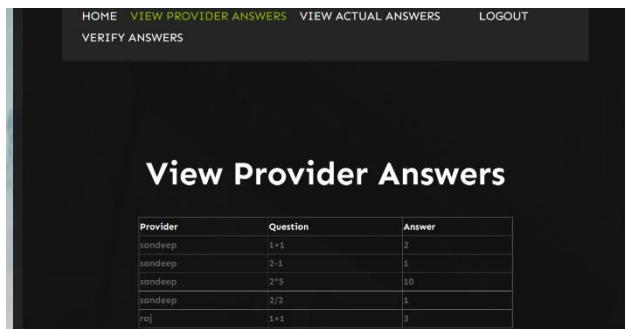 HOME VIEW PROVIDER ANSWERS VIEW ACTUAL ANSWERS LOGOUT
VERIFY ANSWERS
View Provider Answers
Provider Question Answer
sandeep 1+1 2
sandeep 2-1 1
sandeep 2*5 10
sandeep 2/2 1
raj 1+1 3